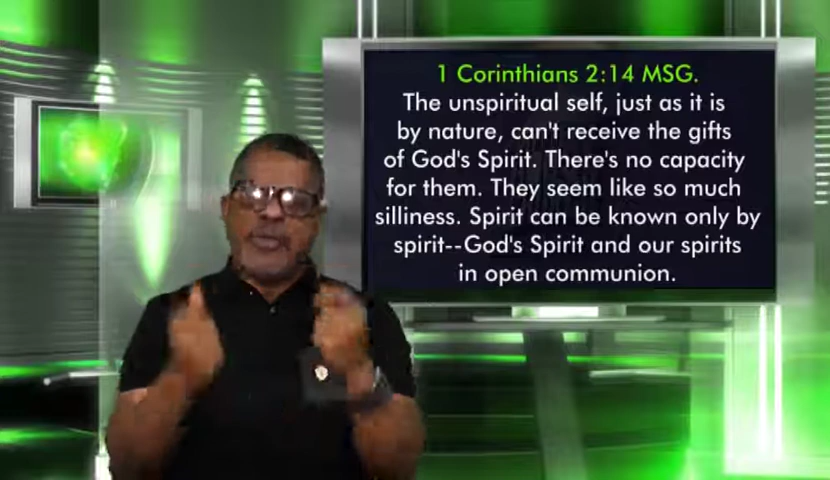 1 Corinthians 2:14 MSG.
The unspiritual self, just as it is
by nature, can't receive the gifts
of God's Spirit. There's no capacity
for them. They seem like so much
silliness. Spirit can be known only by
spirit--God's Spirit and our spirits
in open communion.